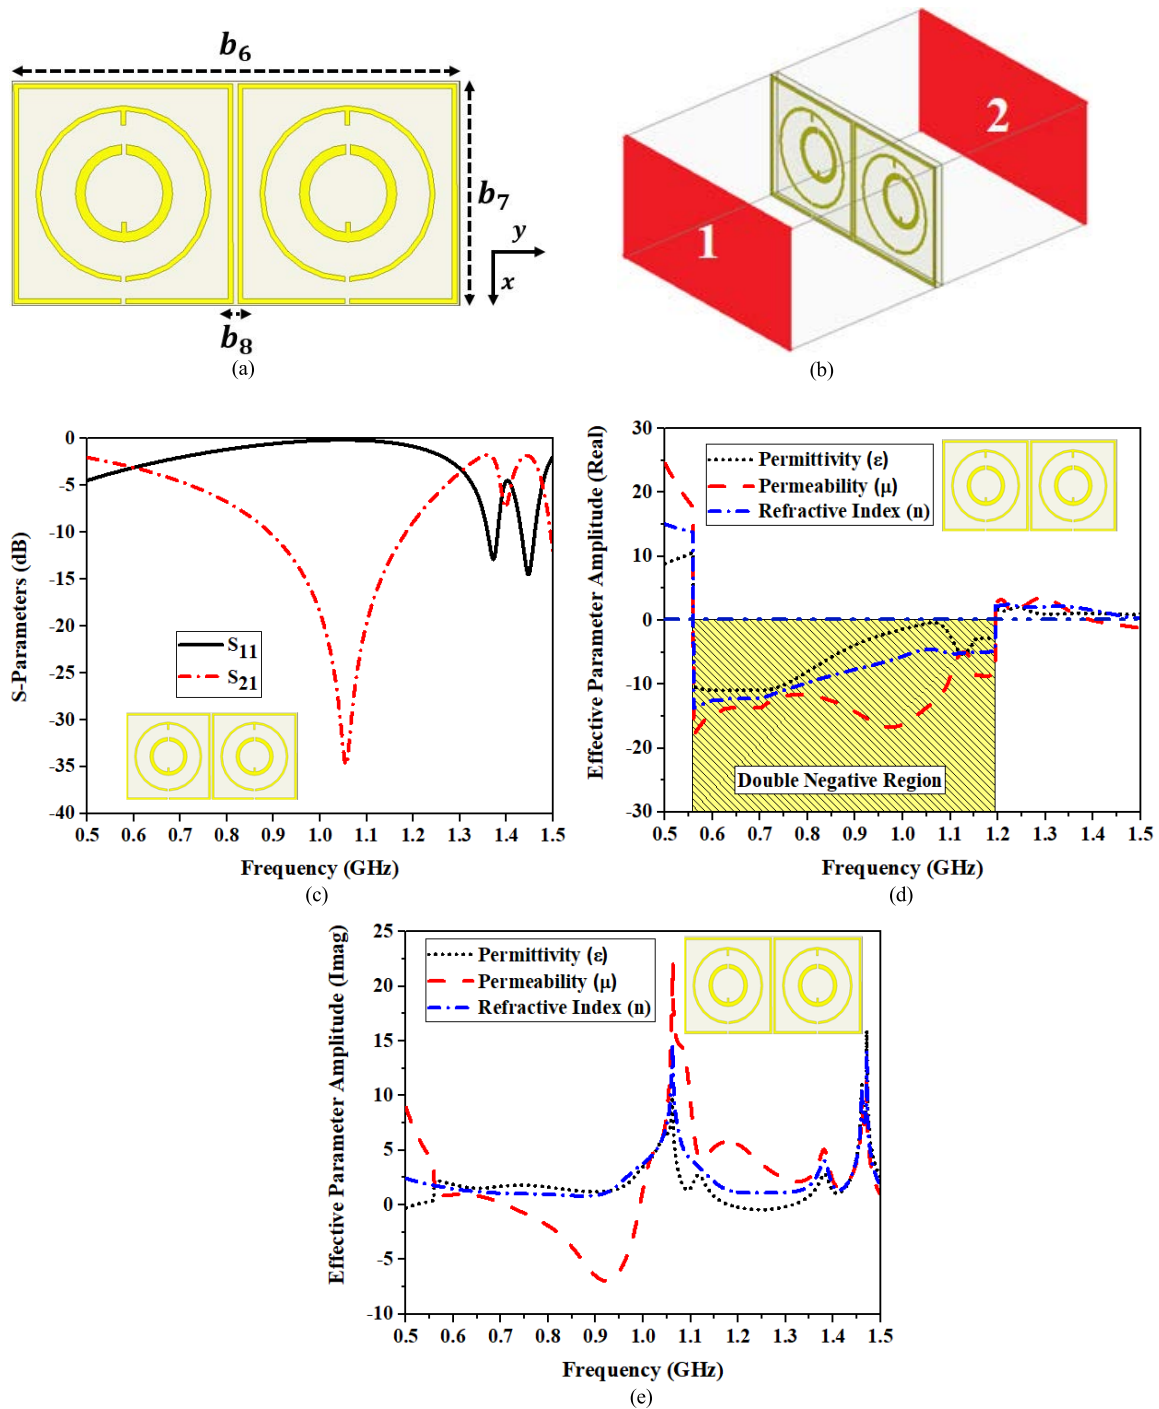 b6
b7
y
x
b8
(a)
1
2
(b)
0
-5
-10
-15
-20
-25
-30
-35
-40
S-Parameters (dB)
S11
S21
0.5 0.6 0.7 0.8 0.9 1.0 1.1 1.2 1.3 1.4 1.5
Frequency (GHz)
(c)
30
20
10
0
-10
-20
-30
Effective Parameter Amplitude (Real)
Permittivity (ε)
Permeability (μ)
Refractive Index (n)
Double Negative Region
0.5 0.6 0.7 0.8 0.9 1.0 1.1 1.2 1.3 1.4 1.5
Frequency (GHz)
(d)
25
20
15
10
5
0
-5
-10
Effective Parameter Amplitude (Imag)
Permittivity (ε)
Permeability (μ)
Refractive Index (n)
0.5 0.6 0.7 0.8 0.9 1.0 1.1 1.2 1.3 1.4 1.5
Frequency (GHz)
(e)